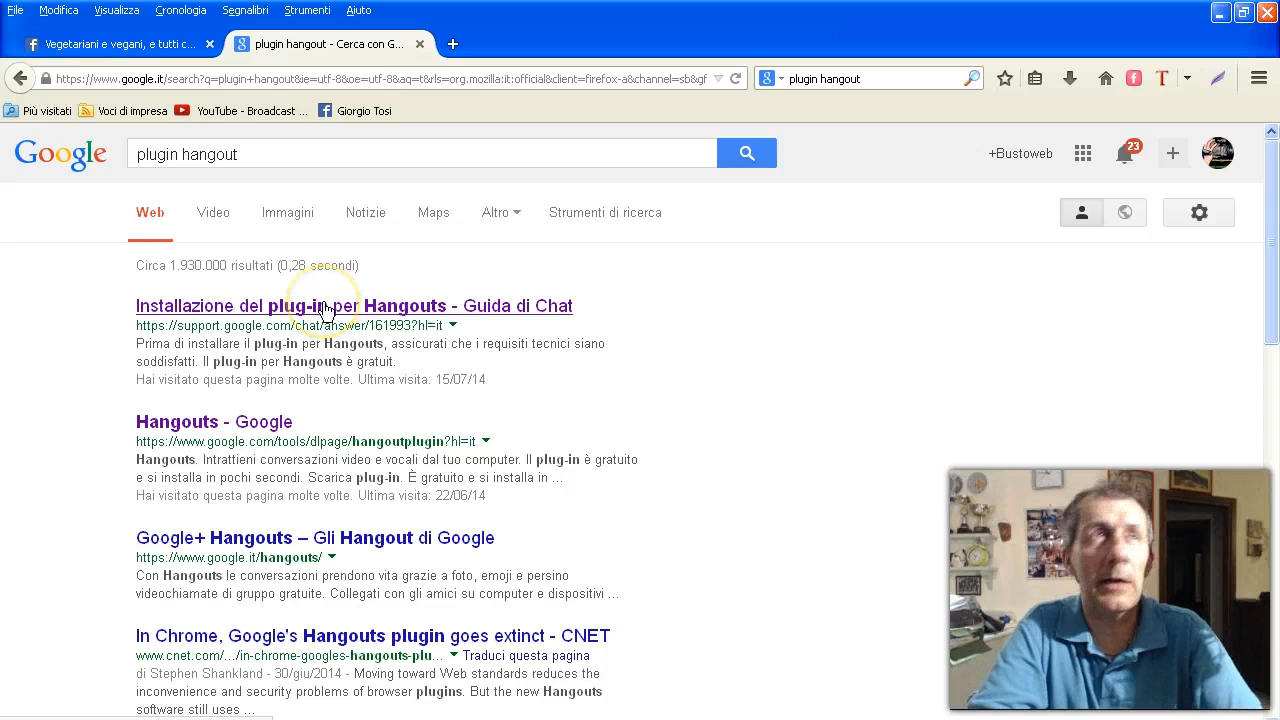 File Modifica Visualizza Cronologia Segnalibri Strumenti Aiuto
Vegetariani e vegani, e tutti c... plugin hangout - Cerca con G...
https://www.google.it/search?q=plugin+hangout&ie=utf-8&oe=utf-8&aq=t&rls=org.mozilla:it:official&client=firefox-a&channel=sb&gf plugin hangout
Più visitati Voci di impresa YouTube - Broadcast ... Giorgio Tosi
Google plugin hangout +Bustoweb 23
Web Video Immagini Notizie Maps Altro Strumenti di ricerca
Circa 1.930.000 risultati (0,28 secondi)
Installazione del plug-in per Hangouts - Guida di Chat
https://support.google.com/chat/answer/161993?hl=it
Prima di installare il plug-in per Hangouts, assicurati che i requisiti tecnici siano
soddisfatti. Il plug-in per Hangouts è gratuit.
Hai visitato questa pagina molte volte. Ultima visita: 15/07/14
Hangouts - Google
https://www.google.com/tools/dlpage/hangoutplugin?hl=it
Hangouts. Intrattieni conversazioni video e vocali dal tuo computer. Il plug-in è gratuito
e si installa in pochi secondi. Scarica plug-in. È gratuito e si installa in ...
Hai visitato questa pagina molte volte. Ultima visita: 22/06/14
Google+ Hangouts – Gli Hangout di Google
https://www.google.it/hangouts/
Con Hangouts le conversazioni prendono vita grazie a foto, emoji e persino
videochiamate di gruppo gratuite. Collegati con gli amici su computer e dispositivi ...
In Chrome, Google's Hangouts plugin goes extinct - CNET
www.cnet.com/.../in-chrome-googles-hangouts-plu... Traduci questa pagina
di Stephen Shankland - 30/giu/2014 - Moving toward Web standards reduces the
inconvenience and security problems of browser plugins. But the new Hangouts
software still uses ...